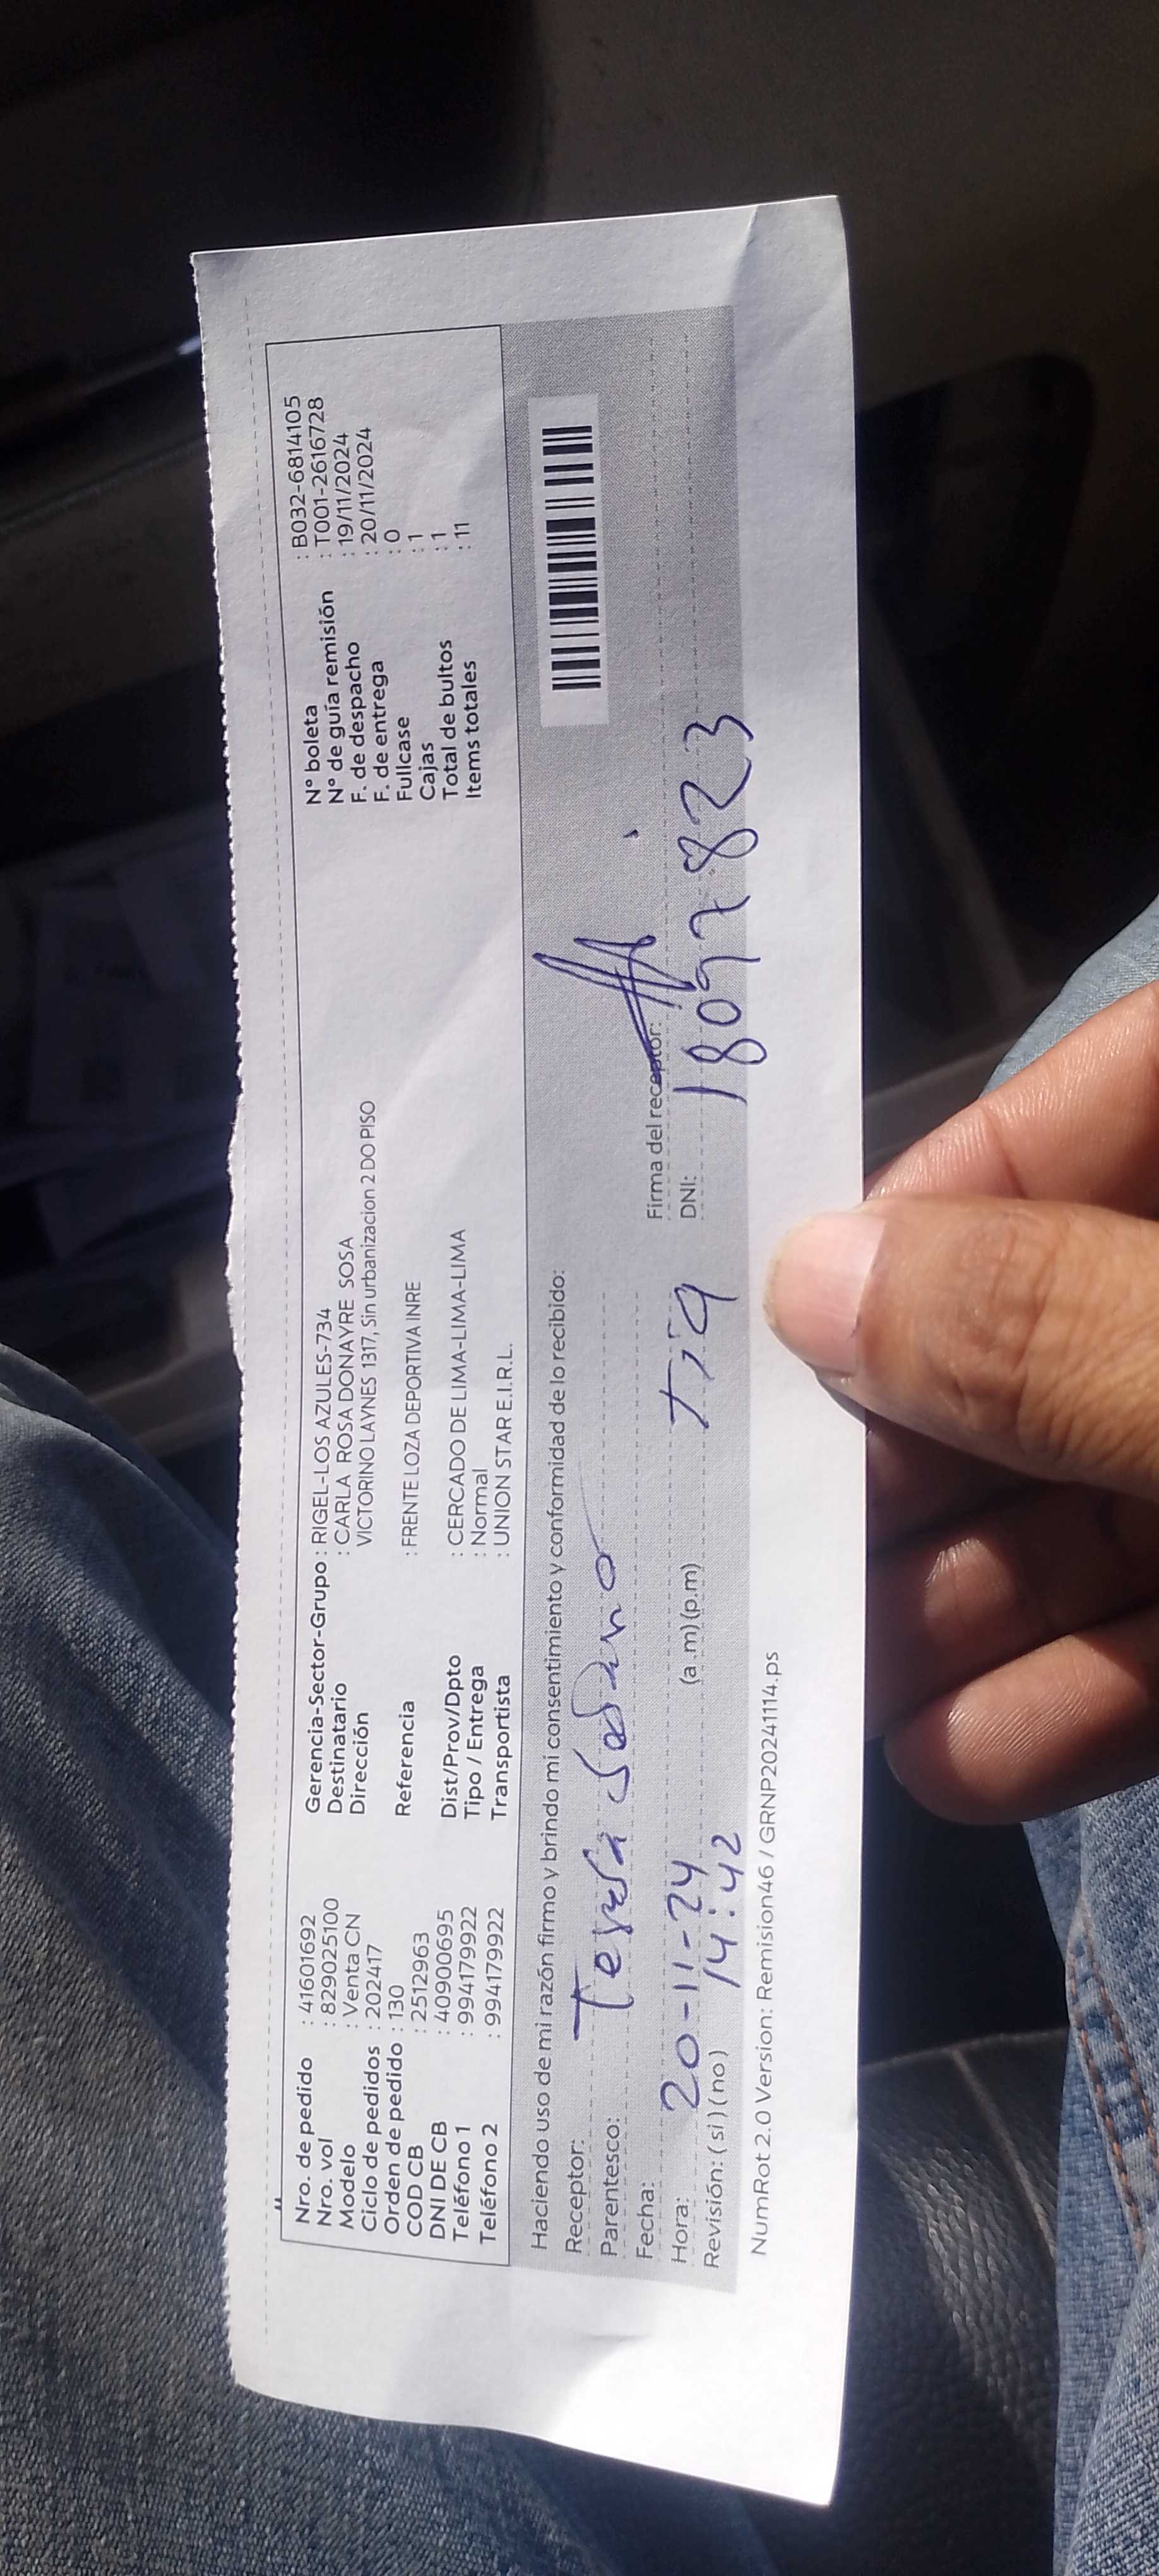 Nro. de pedido : 41601692
Nro. vol : 829025100
Modelo : Venta CN
Ciclo de pedidos : 202417
Orden de pedido : 130
COD CB : 2512963
DNI DE CB : 40900695
Teléfono 1 : 994179922
Teléfono 2 : 994179922
Gerencia-Sector-Grupo : RIGEL-LOS AZULES-734
Destinatario : CARLA ROSA DONAYRE SOSA
Dirección VICTORINO LAYNES 1317, Sin urbanizacion 2 DO PISO
Referencia : FRENTE LOZA DEPORTIVA INRE
Dist/Prov/Dpto : CERCADO DE LIMA-LIMA-LIMA
Tipo / Entrega : Normal
Transportista : UNION STAR E.I.R.L.
N° boleta : B032-6814105
N° de guía remisión : T001-2616728
F. de despacho : 19/11/2024
F. de entrega : 20/11/2024
Fullcase : 0
Cajas : 1
Total de bultos : 1
Items totales : 11
Haciendo uso de mi razón firmo y brindo mi consentimiento y conformidad de lo recibido:
Receptor: Teresa
Parentesco:
Fecha: 20-11-24 Tia
Hora: 14:42 (a.m)(p.m)
Revisión: (si) (no)
Firma del receptor:
DNI: 18097823
NumRot 2.0 Version: Remision46 / GRNP20241114.ps